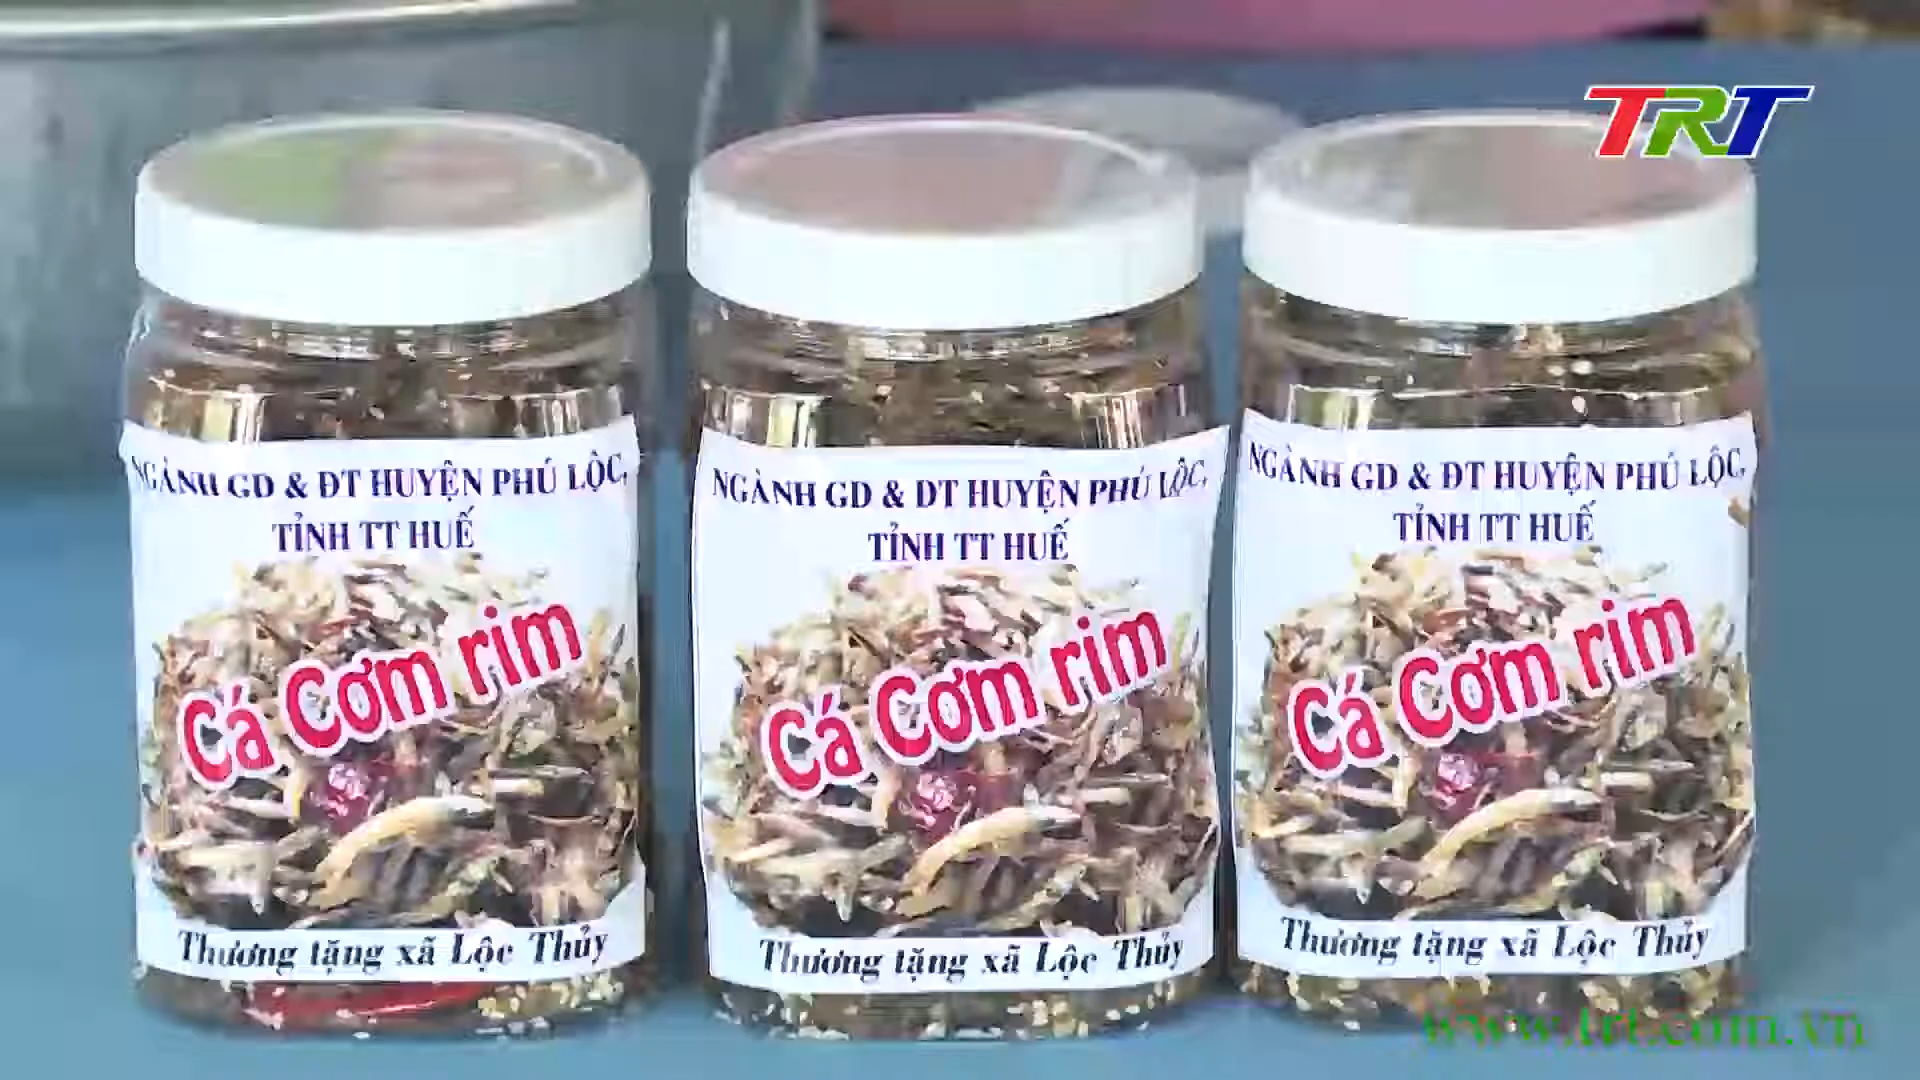 TRT
NGÀNH GD & ĐT HUYỆN PHÚ LỘC,
TỈNH TT HUẾ
Cá Cơm rim
Thương tặng xã Lộc Thủy
NGÀNH GD & ĐT HUYỆN PHÚ LỘC,
TỈNH TT HUẾ
Cá Cơm rim
Thương tặng xã Lộc Thủy
NGÀNH GD & ĐT HUYỆN PHÚ LỘC,
TỈNH TT HUẾ
Cá Cơm rim
Thương tặng xã Lộc Thủy
www.trt.com.vn